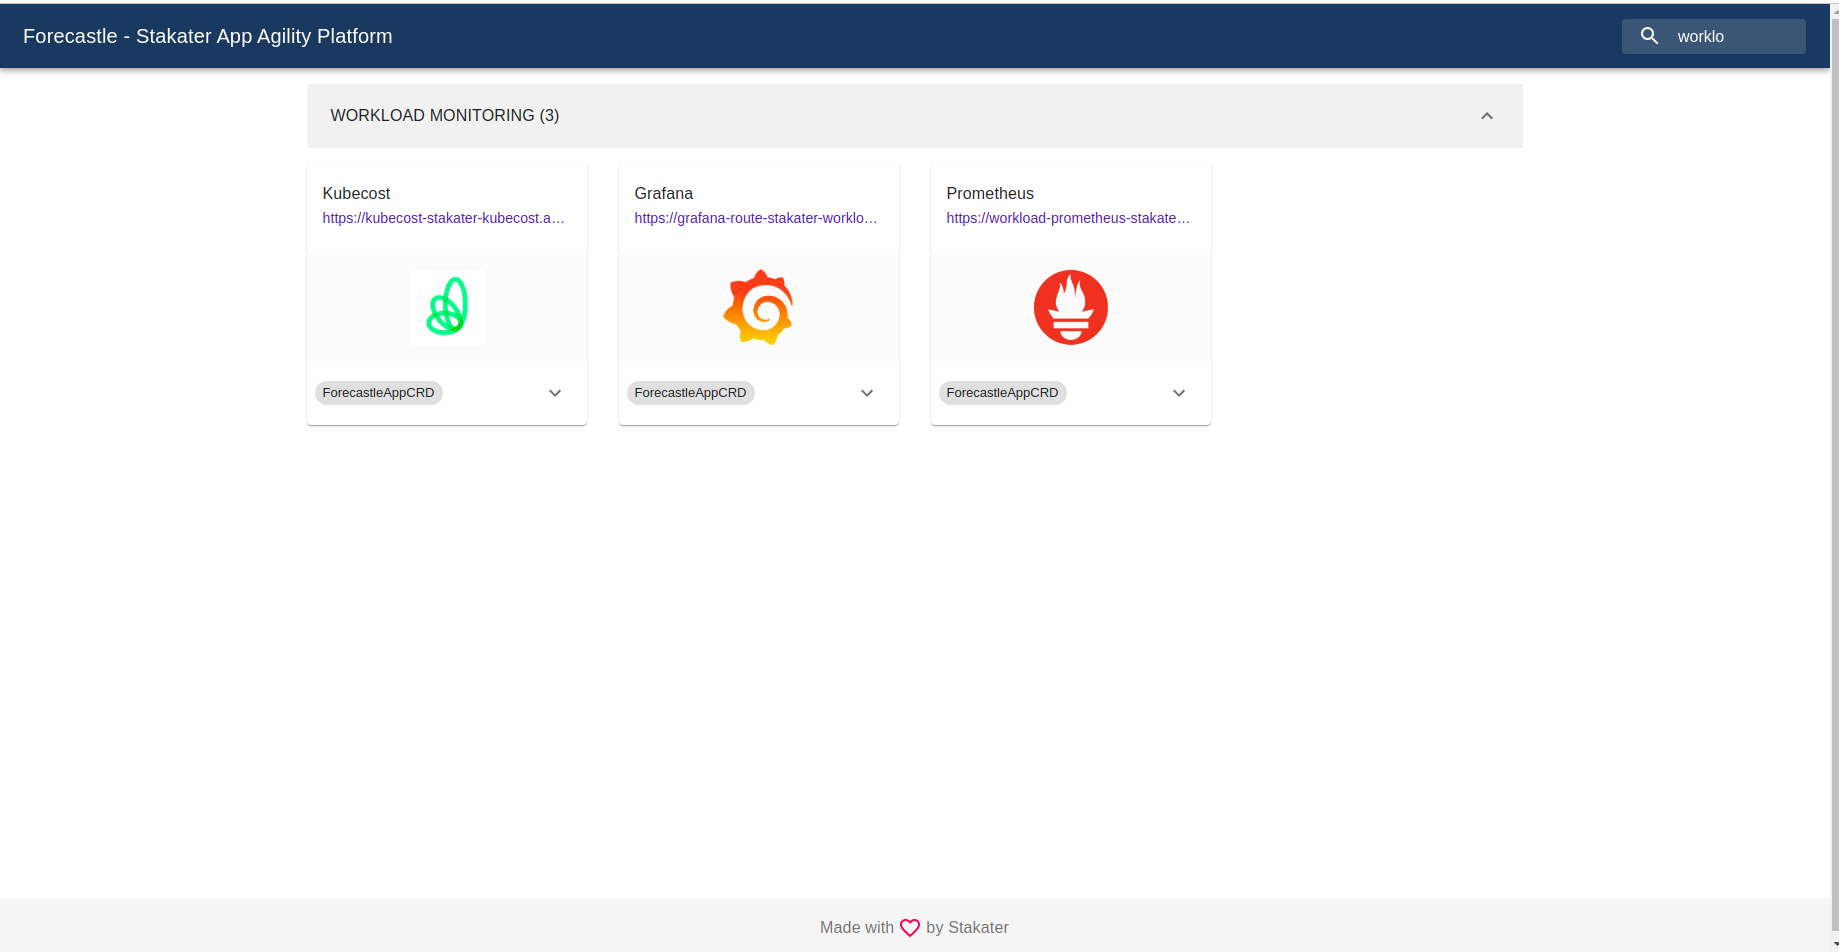 Forecastle - Stakater App Agility Platform
worklo
WORKLOAD MONITORING (3)
Kubecost
https://kubecost-stakater-kubecost.a…
Grafana
https://grafana-route-stakater-worklo…
Prometheus
https://workload-prometheus-stakate…
ForecastleAppCRD
ForecastleAppCRD
ForecastleAppCRD
Made with by Stakater